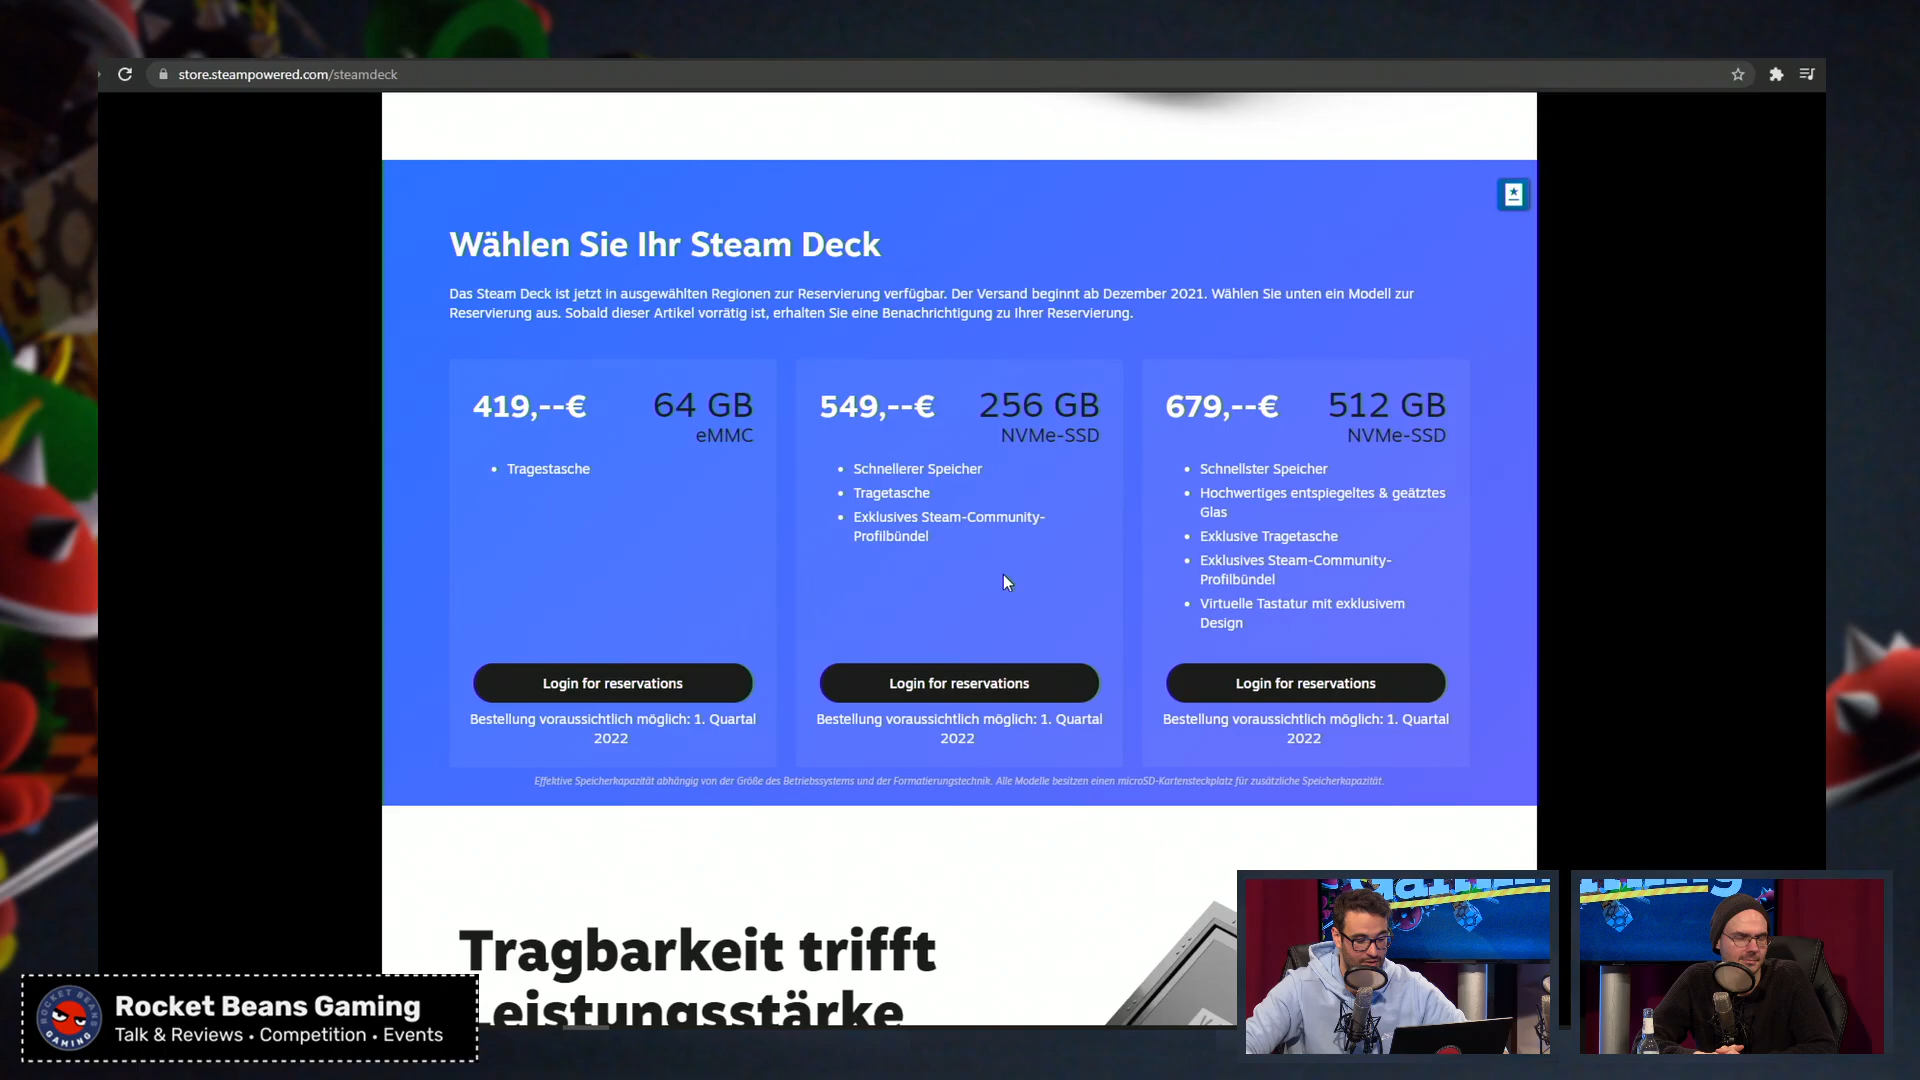 store.steampowered.com/steamdeck
Wählen Sie Ihr Steam Deck
Das Steam Deck ist jetzt in ausgewählten Regionen zur Reservierung verfügbar. Der Versand beginnt ab Dezember 2021. Wählen Sie unten ein Modell zur
Reservierung aus. Sobald dieser Artikel vorrätig ist, erhalten Sie eine Benachrichtigung zu Ihrer Reservierung.
419,--€
64 GB
eMMC
Tragestasche
Login for reservations
Bestellung voraussichtlich möglich: 1. Quartal
2022
549,--€
256 GB
NVMe-SSD
Schnellerer Speicher
Tragetasche
Exklusives Steam-Community-
Profilbündel
Login for reservations
Bestellung voraussichtlich möglich: 1. Quartal
2022
679,--€
512 GB
NVMe-SSD
Schnellster Speicher
Hochwertiges entspiegeltes & geätztes
Glas
Exklusive Tragetasche
Exklusives Steam-Community-
Profilbündel
Virtuelle Tastatur mit exklusivem
Design
Login for reservations
Bestellung voraussichtlich möglich: 1. Quartal
2022
Effektive Speicherkapazität abhängig von der Größe des Betriebssystems und der Formatierungstechnik. Alle Modelle besitzen einen microSD-Kartensteckplatz für zusätzliche Speicherkapazität.
Tragbarkeit trifft
Leistungsstärke
ROCKET BEANS
GAMING
Rocket Beans Gaming
Talk & Reviews • Competition • Events
Gaming